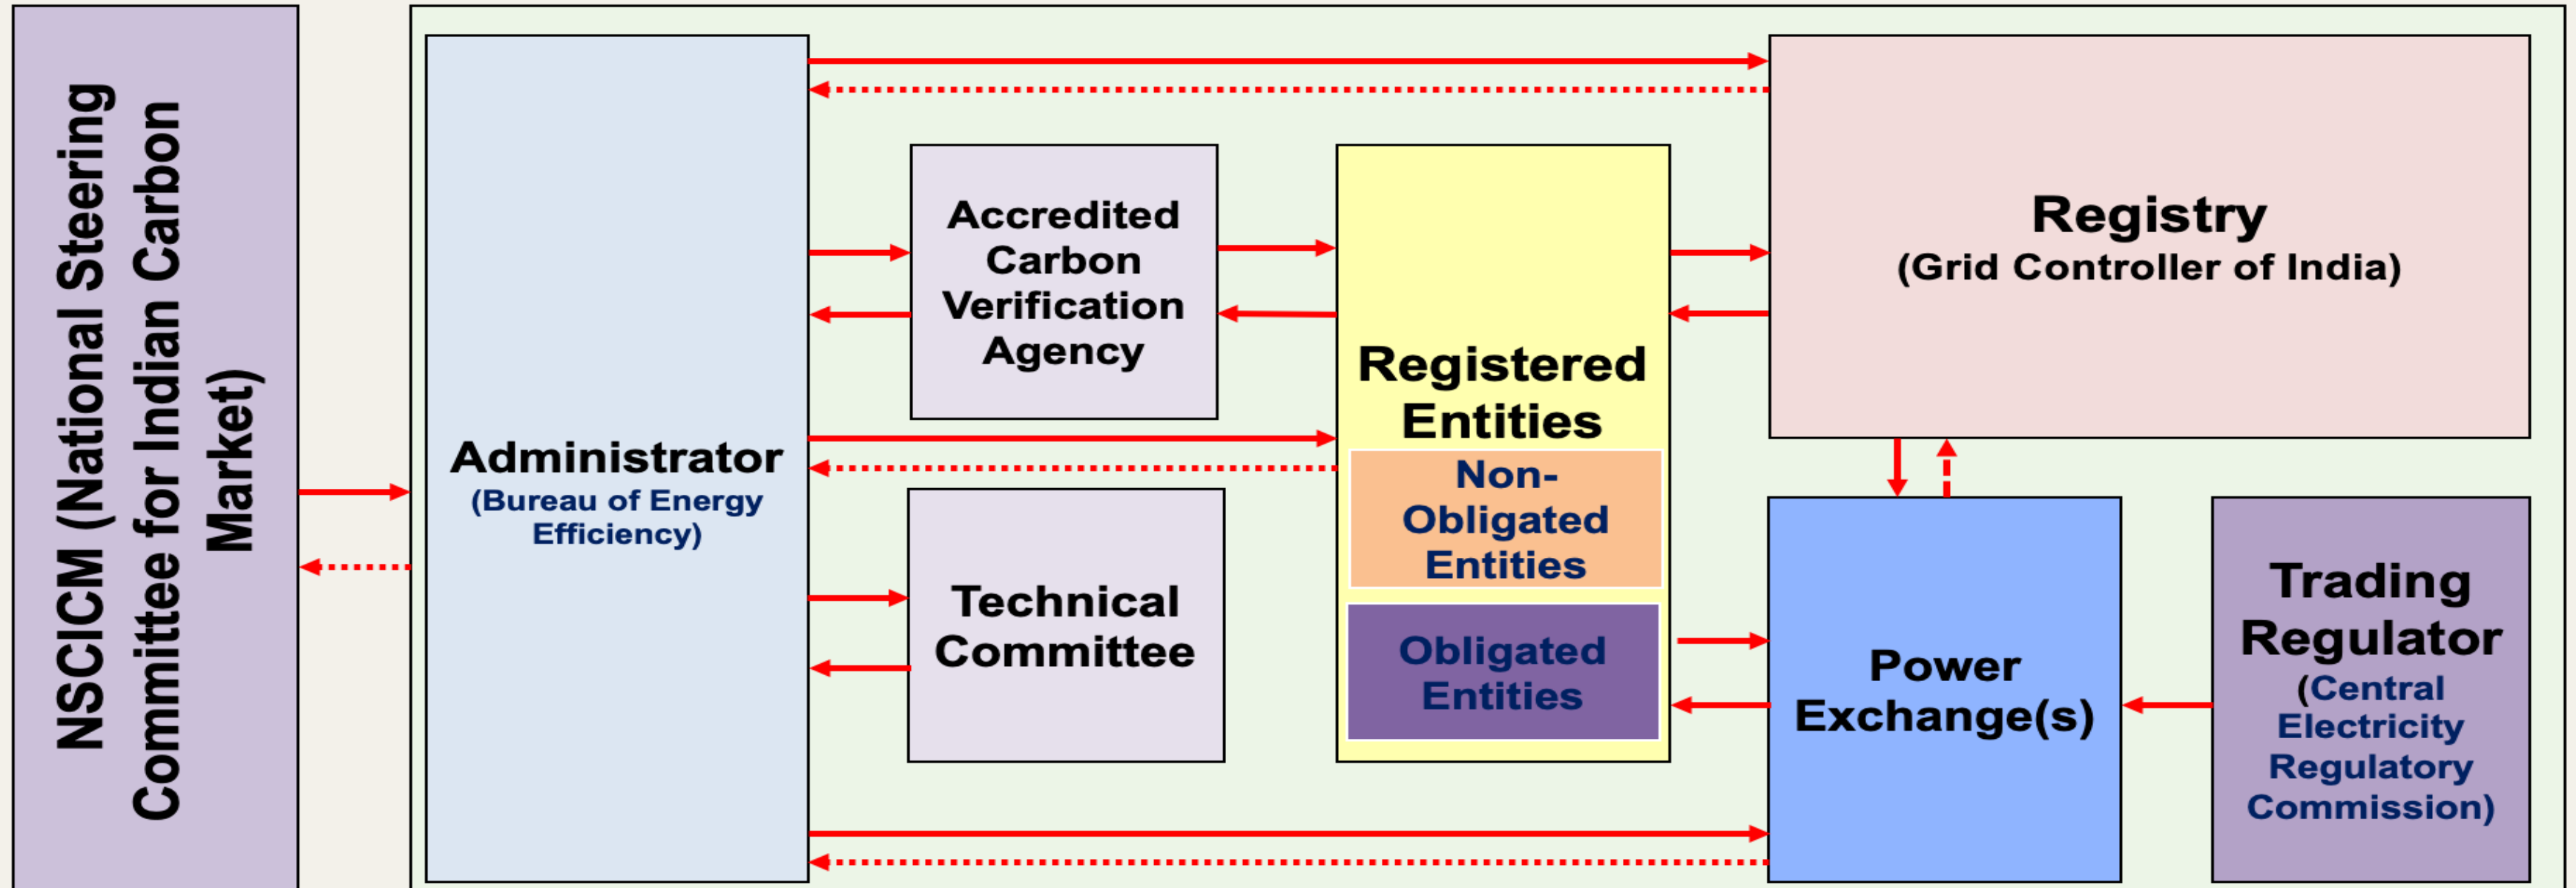 NSCICM (National Steering
Committee for Indian Carbon
Market)
Administrator
(Bureau of Energy
Efficiency)
Accredited
Carbon
Verification
Agency
Technical
Committee
Registered
Entities
Non-
Obligated
Entities
Obligated
Entities
Registry
(Grid Controller of India)
Power
Exchange(s)
Trading
Regulator
(Central
Electricity
Regulatory
Commission)